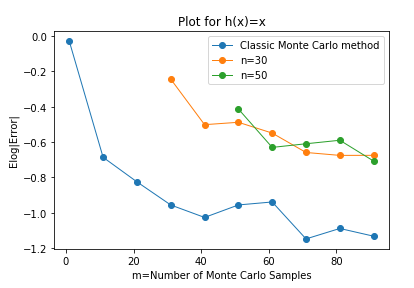 Plot for h(x)=x
Classic Monte Carlo method
n=30
n=50
Elog|Error|
0.0
−0.2
−0.4
−0.6
−0.8
−1.0
−1.2
0 20 40 60 80
m=Number of Monte Carlo Samples